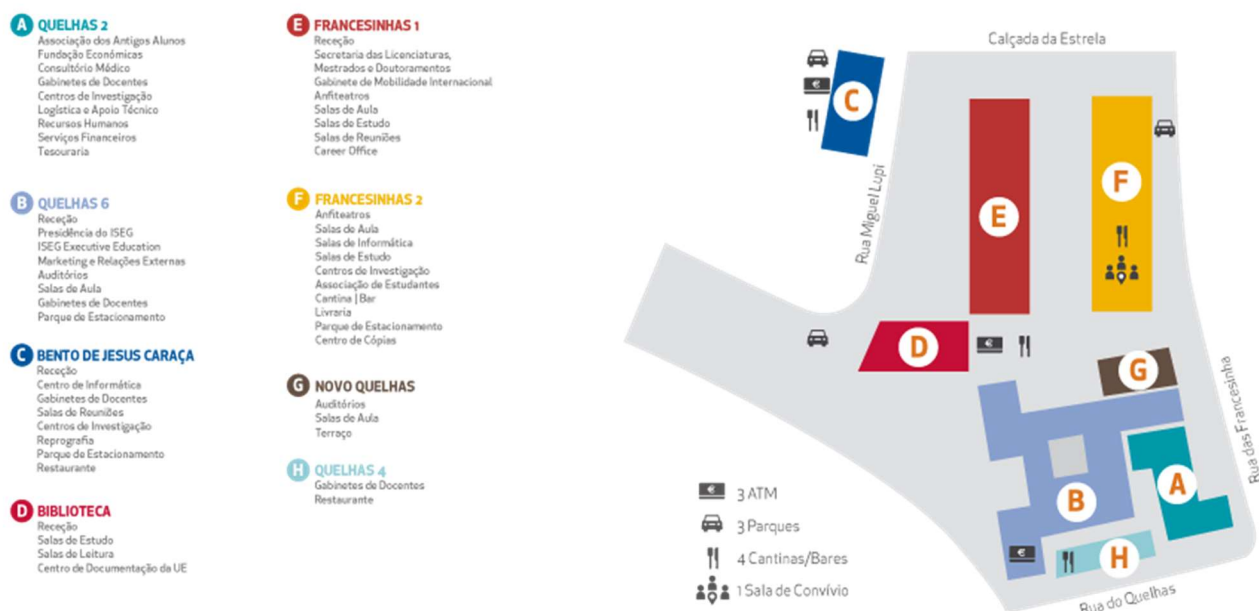 A QUELHAS 2
Associação dos Antigos Alunos
Fundação Económicas
Consultório Médico
Gabinetes de Docentes
Centros de Investigação
Logística e Apoio Técnico
Recursos Humanos
Serviços Financeiros
Tesouraria
B QUELHAS 6
Receção
Presidência do ISEG
ISEG Executive Education
Marketing e Relações Externas
Auditórios
Salas de Aula
Gabinetes de Docentes
Parque de Estacionamento
C BENTO DE JESUS CARAÇA
Receção
Centro de Informática
Gabinetes de Docentes
Salas de Reuniões
Centros de Investigação
Reprografia
Parque de Estacionamento
Restaurante
D BIBLIOTECA
Receção
Salas de Estudo
Salas de Leitura
Centro de Documentação da UE
E FRANCESINHAS 1
Receção
Secretaria das Licenciaturas,
Mestrados e Doutoramentos
Gabinete de Mobilidade Internacional
Anfiteatros
Salas de Aula
Salas de Estudo
Salas de Reuniões
Career Office
F FRANCESINHAS 2
Anfiteatros
Salas de Aula
Salas de Informática
Salas de Estudo
Centros de Investigação
Associação de Estudantes
Cantina | Bar
Livraria
Parque de Estacionamento
Centro de Cópias
G NOVO QUELHAS
Auditórios
Salas de Aula
Terraço
H QUELHAS 4
Gabinetes de Docentes
Restaurante
Calçada da Estrela
Rua Miguel Lupi
C
E
F
D
G
B
A
H
Rua das Francesinha
Rua do Quelhas
€ 3 ATM
3 Parques
4 Cantinas/Bares
1 Sala de Convívio
€
€
€